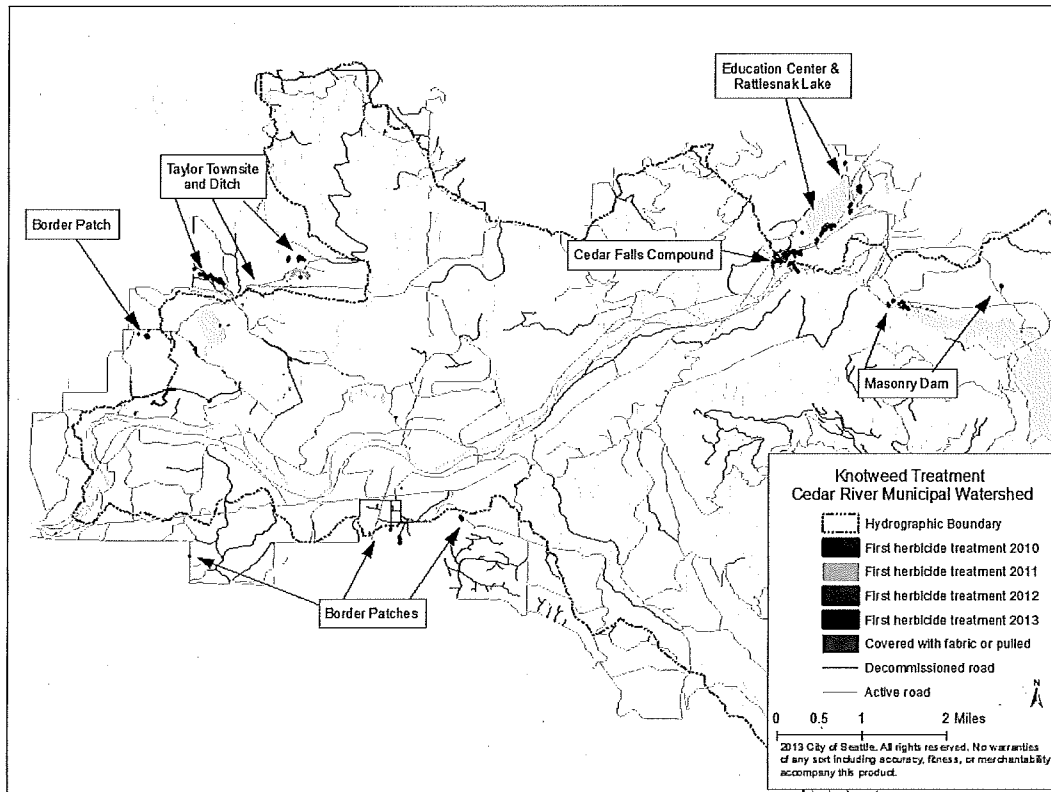 Education Center &
Rattlesnak Lake
Taylor Townsite
and Ditch
Border Patch
Cedar Falls Compound
Masonry Dam
Border Patches
Knotweed Treatment
Cedar River Municipal Watershed
Hydrographic Boundary
First herbicide treatment 2010
First herbicide treatment 2011
First herbicide treatment 2012
First herbicide treatment 2013
Covered with fabric or pulled
Decommissioned road
Active road
N
0 0.5 1 2 Miles
2013 City of Seattle. All rights reserved. No warranties
of any sort including accuracy, fitness, or merchantability
accompany this product.